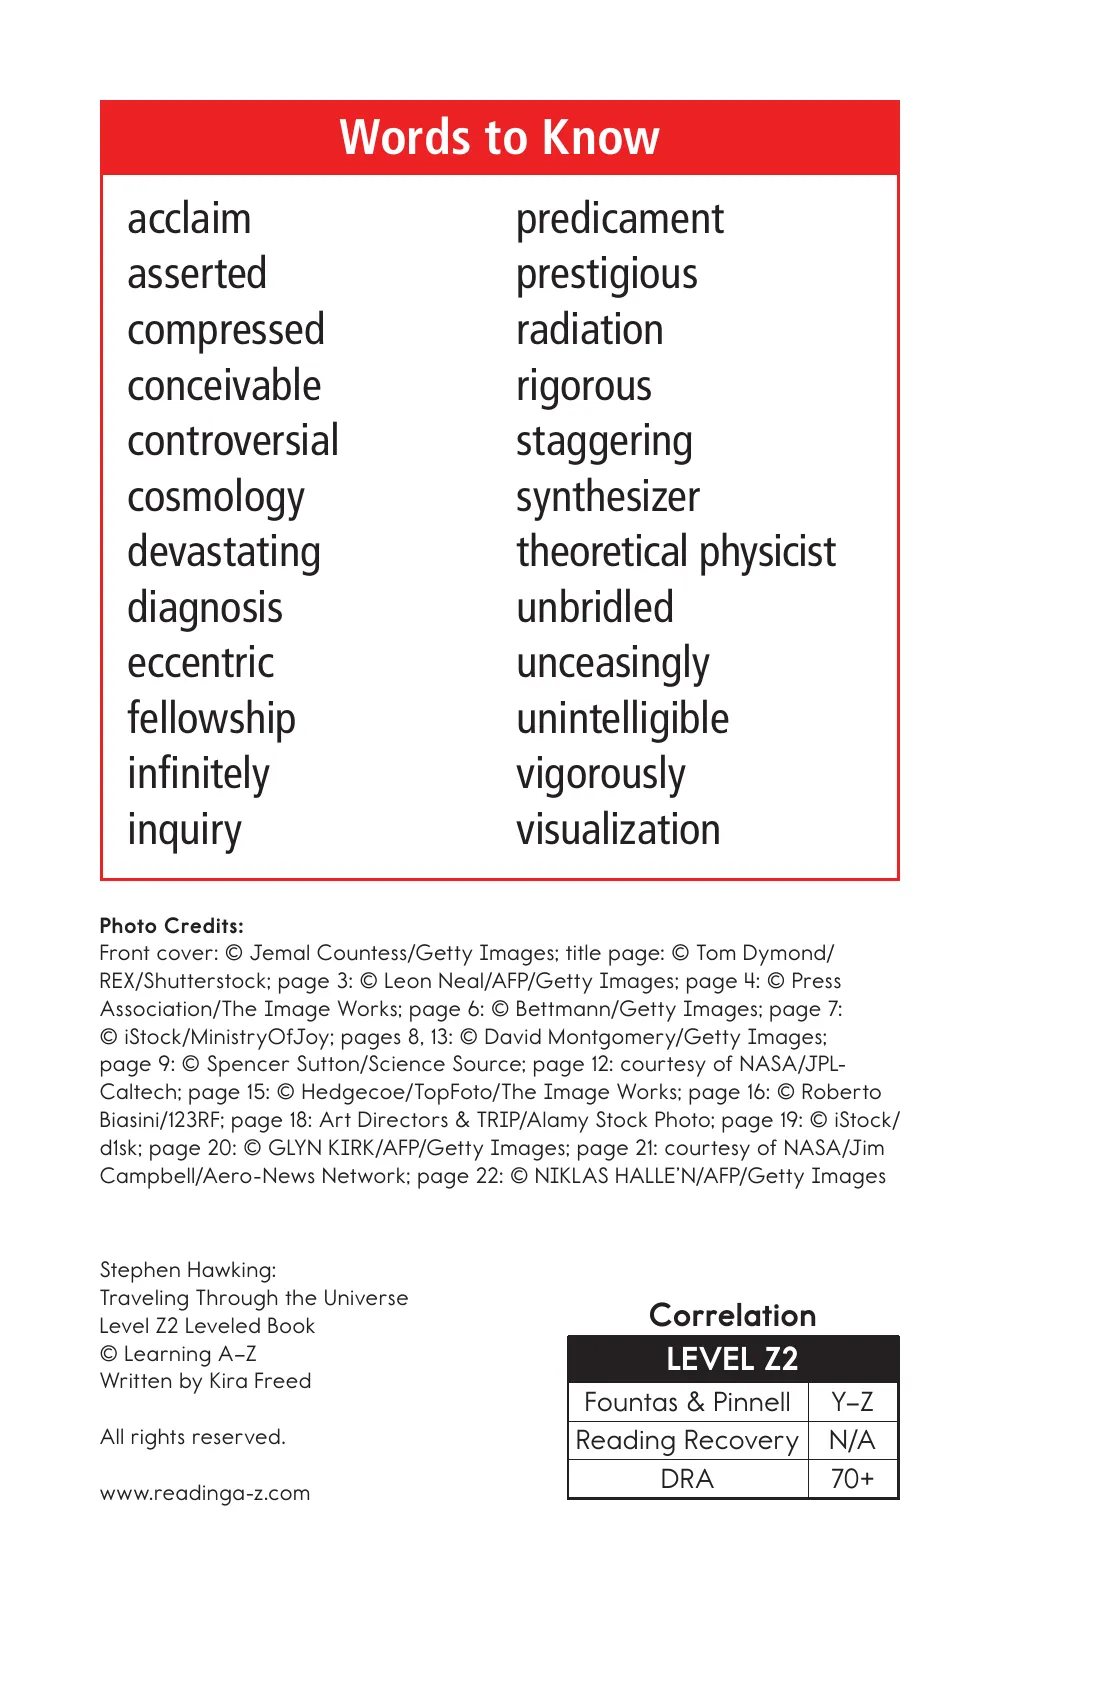 Words to Know
acclaim
asserted
compressed
conceivable
controversial
cosmology
devastating
diagnosis
eccentric
fellowship
infinitely
inquiry
predicament
prestigious
radiation
rigorous
staggering
synthesizer
theoretical physicist
unbridled
unceasingly
unintelligible
vigorously
visualization
Photo Credits:
Front cover: © Jemal Countess/Getty Images; title page: © Tom Dymond/
REX/Shutterstock; page 3: © Leon Neal/AFP/Getty Images; page 4: © Press
Association/The Image Works; page 6: © Bettmann/Getty Images; page 7:
© iStock/MinistryOfJoy; pages 8, 13: © David Montgomery/Getty Images;
page 9: © Spencer Sutton/Science Source; page 12: courtesy of NASA/JPL-
Caltech; page 15: © Hedgecoe/TopFoto/The Image Works; page 16: © Roberto
Biasini/123RF; page 18: Art Directors & TRIP/Alamy Stock Photo; page 19: © iStock/
d1sk; page 20: © GLYN KIRK/AFP/Getty Images; page 21: courtesy of NASA/Jim
Campbell/Aero-News Network; page 22: © NIKLAS HALLE'N/AFP/Getty Images
Stephen Hawking:
Traveling Through the Universe
Level Z2 Leveled Book
© Learning A–Z
Written by Kira Freed
All rights reserved.
www.readinga-z.com
Correlation
LEVEL Z2
Fountas & Pinnell Y–Z
Reading Recovery N/A
DRA 70+